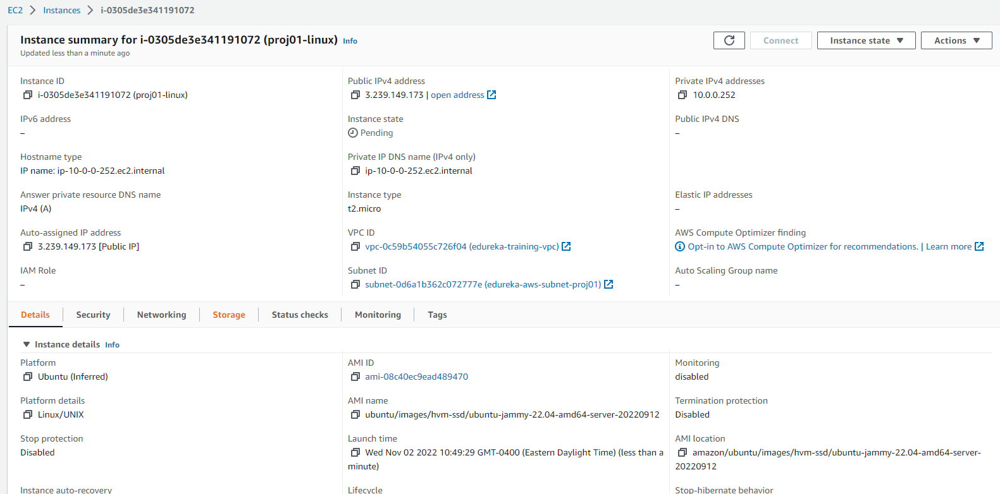 EC2 > Instances > i-0305de3e341191072
Instance summary for i-0305de3e341191072 (proj01-linux) Info
Updated less than a minute ago
Connect
Instance state
Actions
Instance ID
i-0305de3e341191072 (proj01-linux)
Public IPv4 address
3.239.149.173 | open address
Private IPv4 addresses
10.0.0.252
IPv6 address
–
Instance state
Pending
Public IPv4 DNS
–
Hostname type
IP name: ip-10-0-0-252.ec2.internal
Private IP DNS name (IPv4 only)
ip-10-0-0-252.ec2.internal
Answer private resource DNS name
IPv4 (A)
Instance type
t2.micro
Elastic IP addresses
–
Auto-assigned IP address
3.239.149.173 [Public IP]
VPC ID
vpc-0c59b54055c726f04 (edureka-training-vpc)
AWS Compute Optimizer finding
Opt-in to AWS Compute Optimizer for recommendations. | Learn more
IAM Role
–
Subnet ID
subnet-0d6a1b362c072777e (edureka-aws-subnet-proj01)
Auto Scaling Group name
–
Details
Security
Networking
Storage
Status checks
Monitoring
Tags
Instance details Info
Platform
Ubuntu (Inferred)
AMI ID
ami-08c40ec9ead489470
Monitoring
disabled
Platform details
Linux/UNIX
AMI name
ubuntu/images/hvm-ssd/ubuntu-jammy-22.04-amd64-server-20220912
Termination protection
Disabled
Stop protection
Disabled
Launch time
Wed Nov 02 2022 10:49:29 GMT-0400 (Eastern Daylight Time) (less than a
minute)
AMI location
amazon/ubuntu/images/hvm-ssd/ubuntu-jammy-22.04-amd64-server-
20220912
Instance auto-recovery
Lifecycle
Stop-hibernate behavior